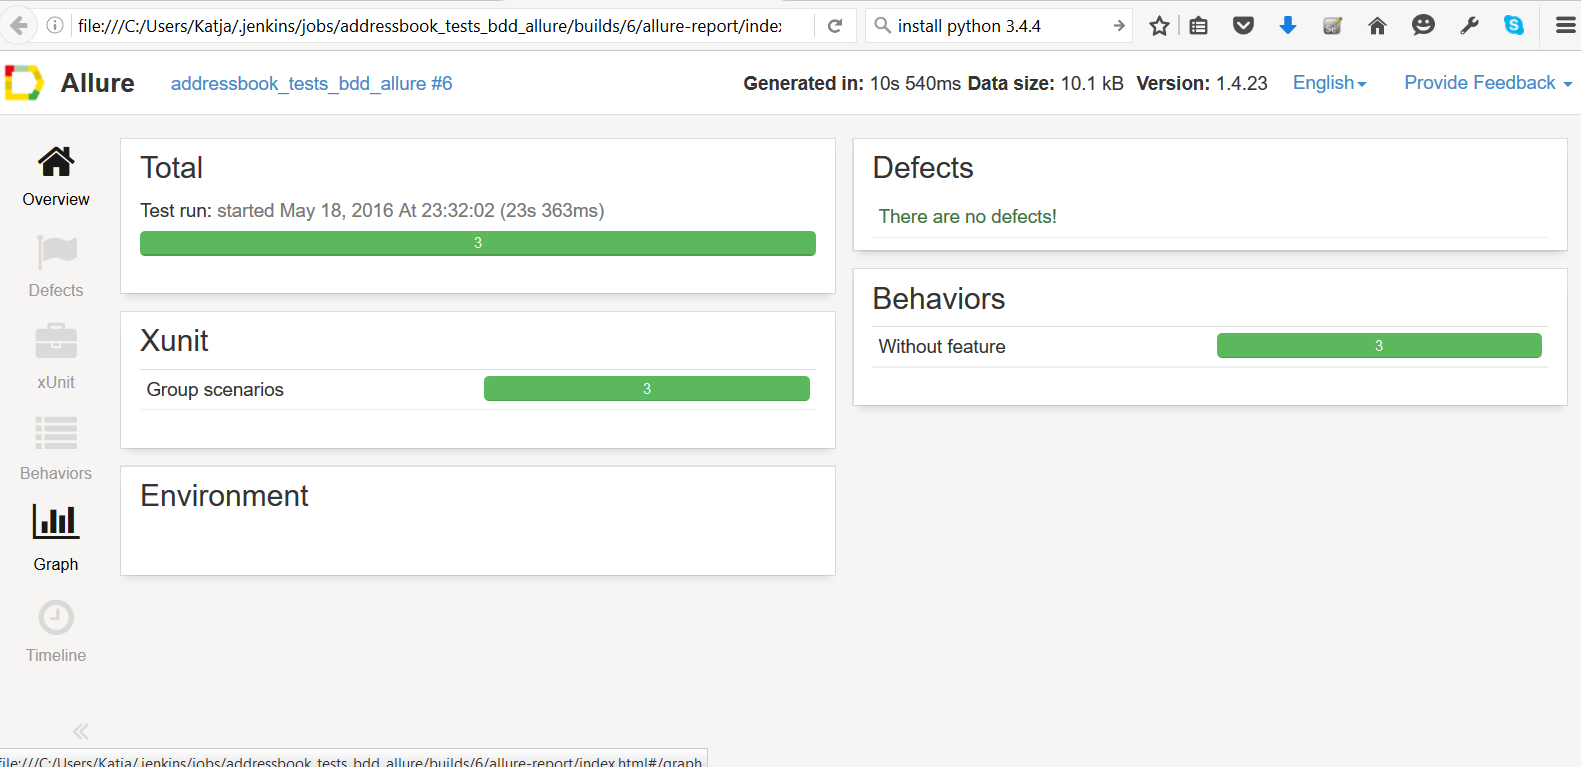 file:///C:/Users/Katja/.jenkins/jobs/addressbook_tests_bdd_allure/builds/6/allure-report/index
install python 3.4.4
Allure
addressbook_tests_bdd_allure #6
Generated in: 10s 540ms Data size: 10.1 kB Version: 1.4.23
English
Provide Feedback
Overview
Defects
xUnit
Behaviors
Graph
Timeline
Total
Test run: started May 18, 2016 At 23:32:02 (23s 363ms)
3
Xunit
Group scenarios 3
Environment
Defects
There are no defects!
Behaviors
Without feature 3
file:///C:/Users/Katja/.jenkins/jobs/addressbook_tests_bdd_allure/builds/6/allure-report/index.html#/graph